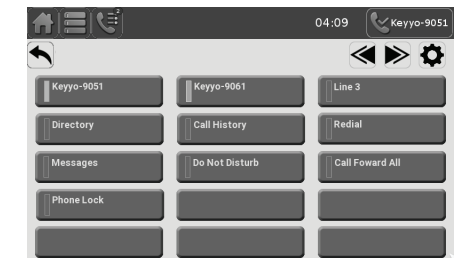 2
04:09
Keyyo-9051
Keyyo-9051
Keyyo-9061
Line 3
Directory
Call History
Redial
Messages
Do Not Disturb
Call Foward All
Phone Lock